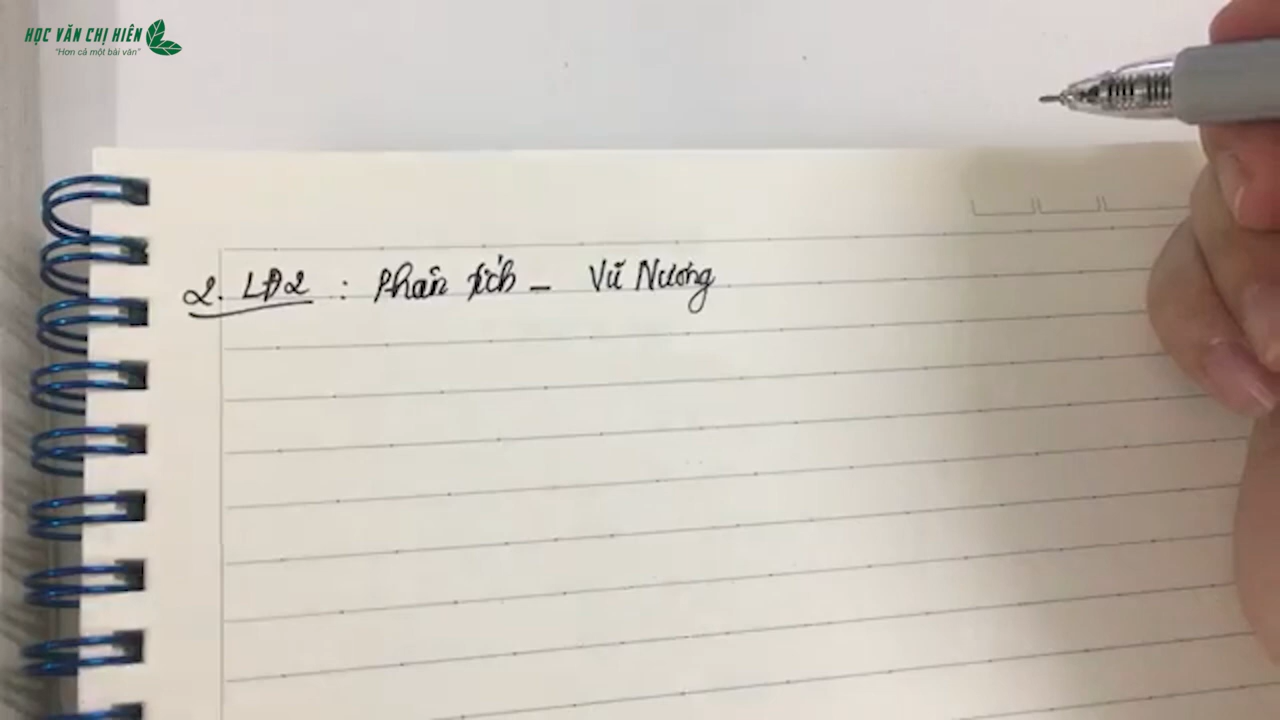 HỌC VĂN CHỊ HIÊN
"Hơn cả một bài văn"
2. LĐ2 : Phân tích - Vũ Nương